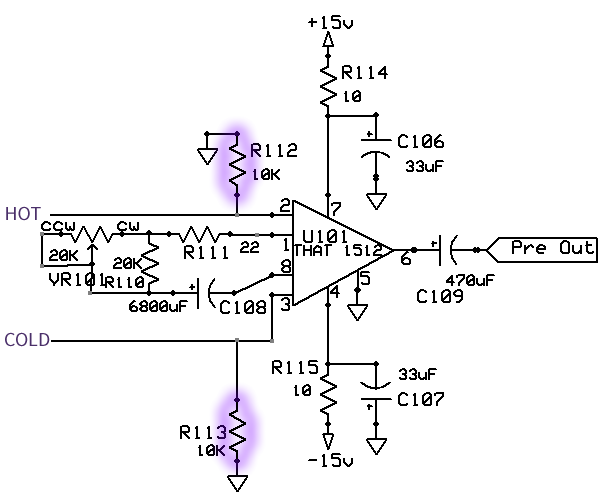 +15v
R114
10
C106
33uF
R112
10K
HOT
2
7
CCW
CW
U101
20K
R111
22
1
THAT 1512
6
Pre Out
20K
VR101
R110
8
5
470uF
C109
6800uF
C108
3
4
COLD
R115
10
33uF
C107
R113
10K
-15v